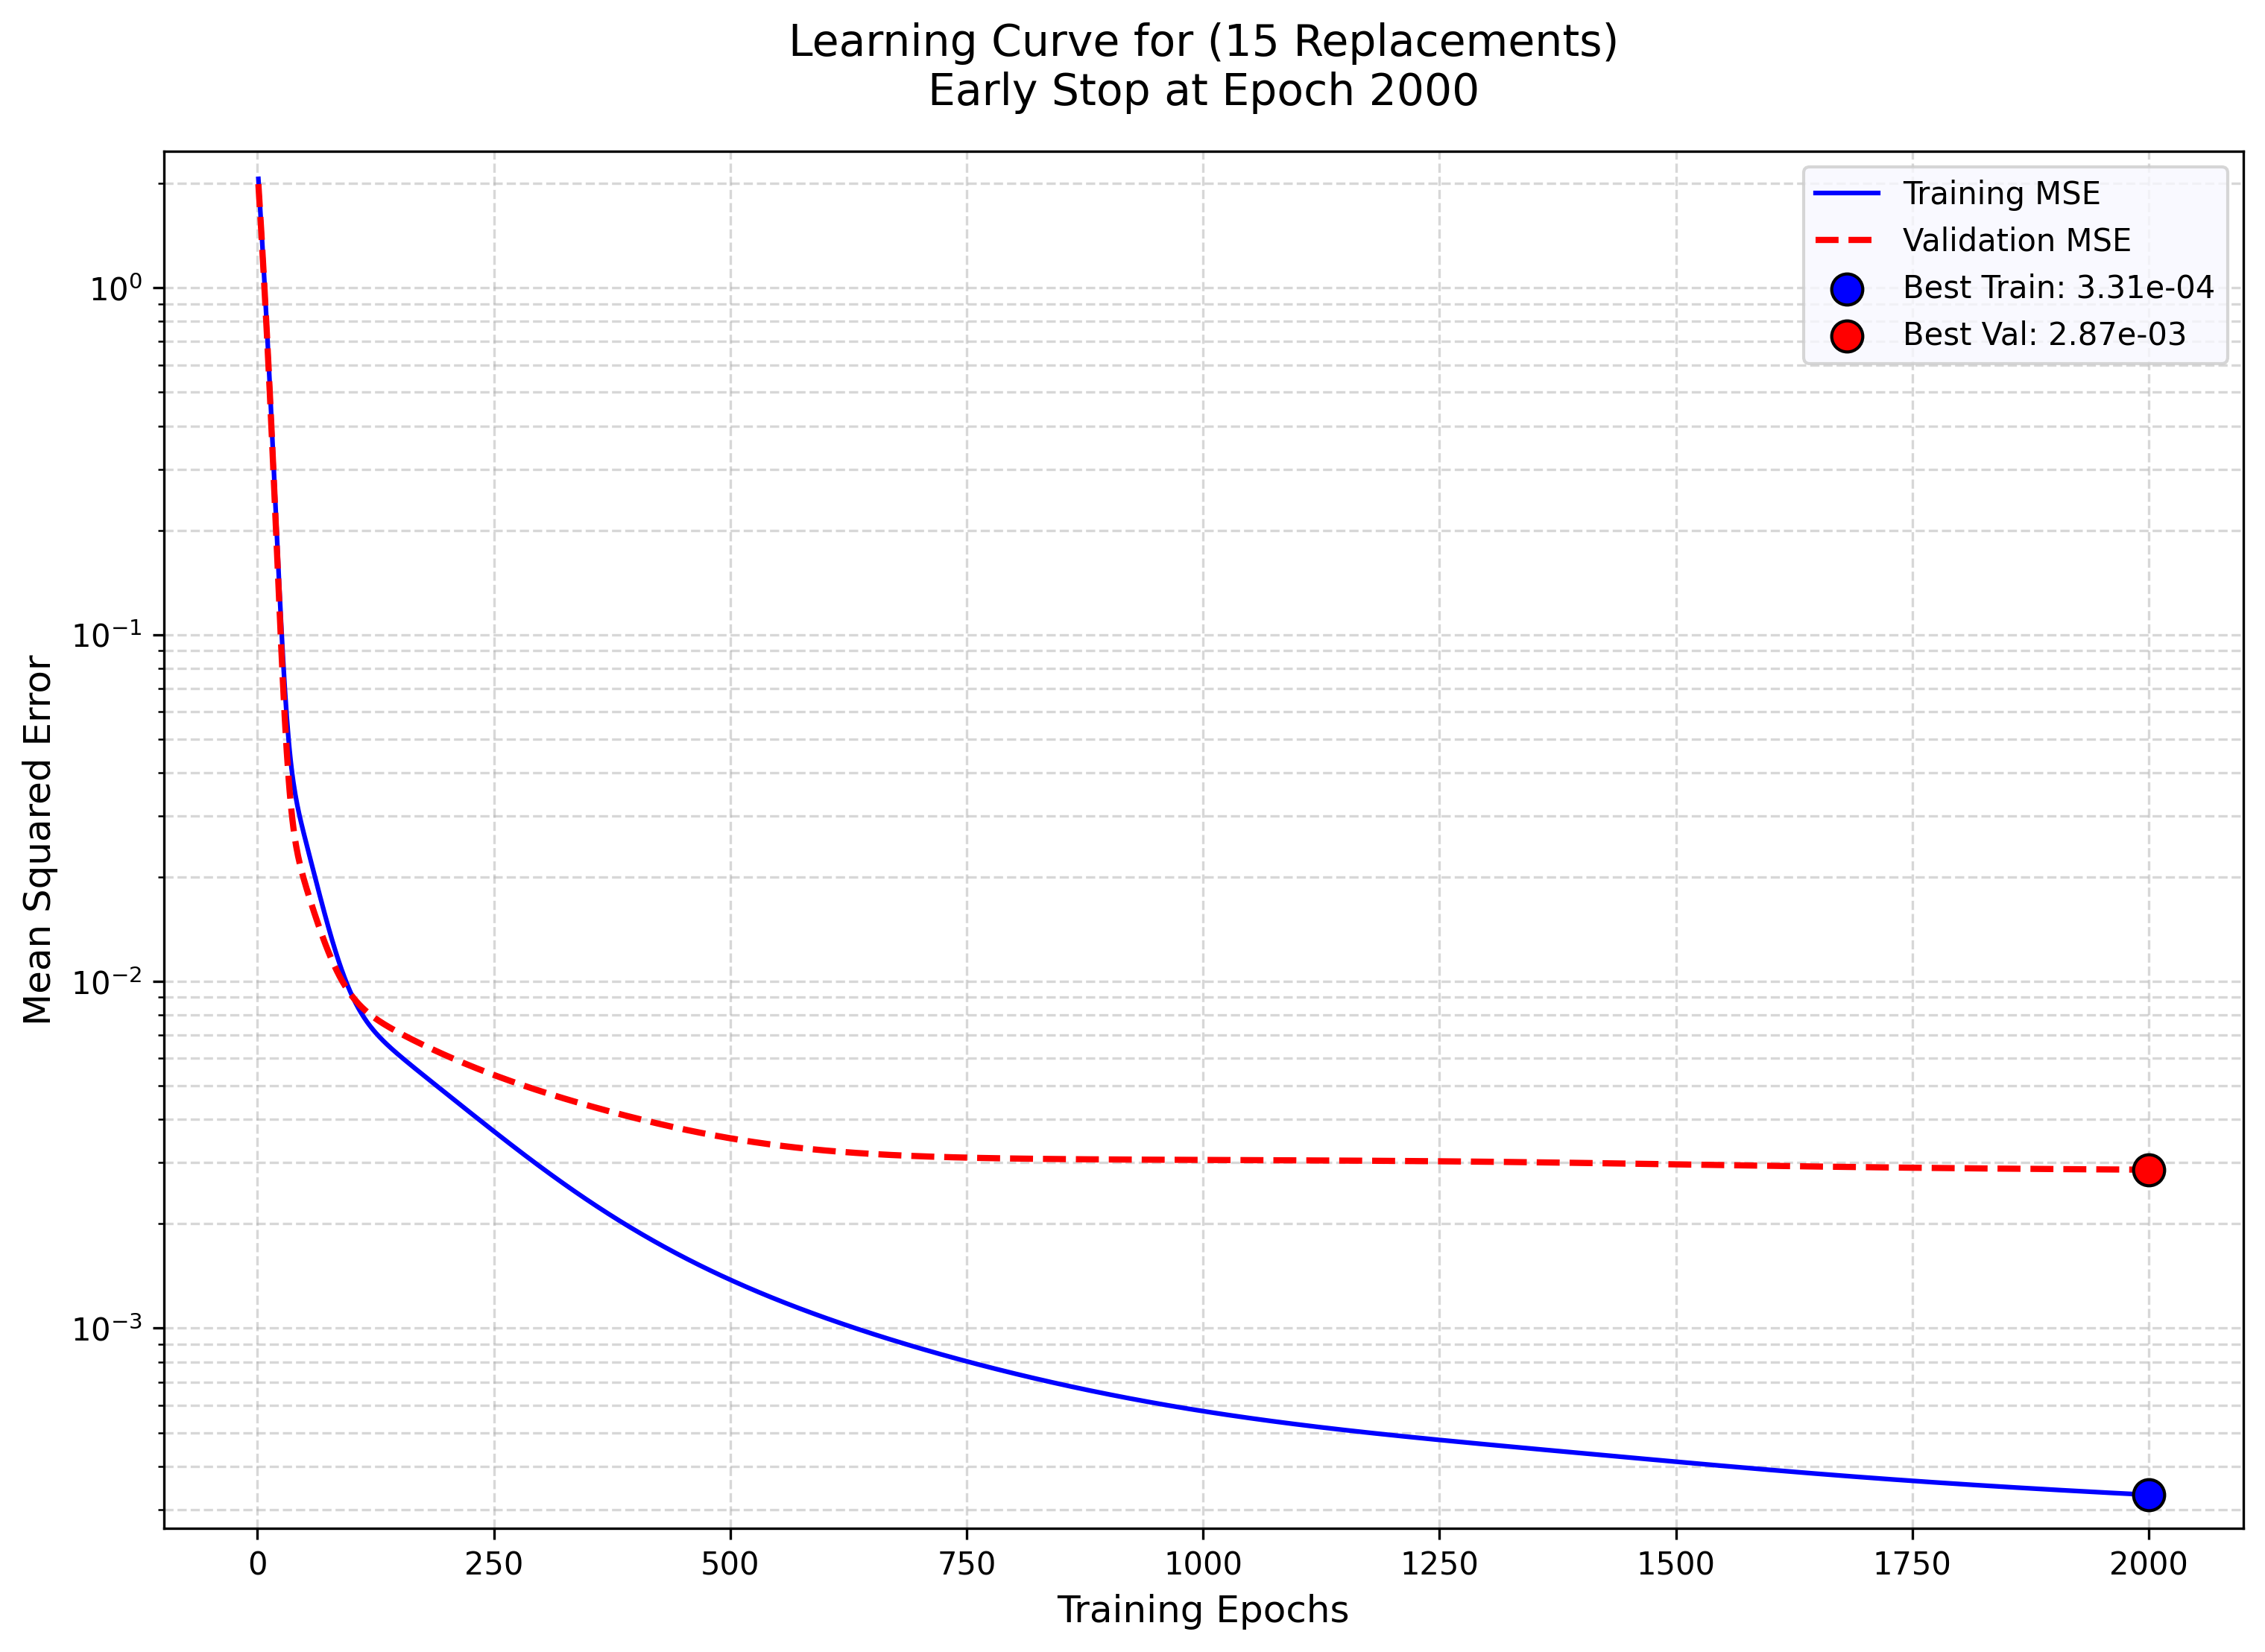 Learning Curve for (15 Replacements)
Early Stop at Epoch 2000
Training MSE
Validation MSE
Best Train: 3.31e-04
Best Val: 2.87e-03
Mean Squared Error
10⁰
10⁻¹
10⁻²
10⁻³
0 250 500 750 1000 1250 1500 1750 2000
Training Epochs